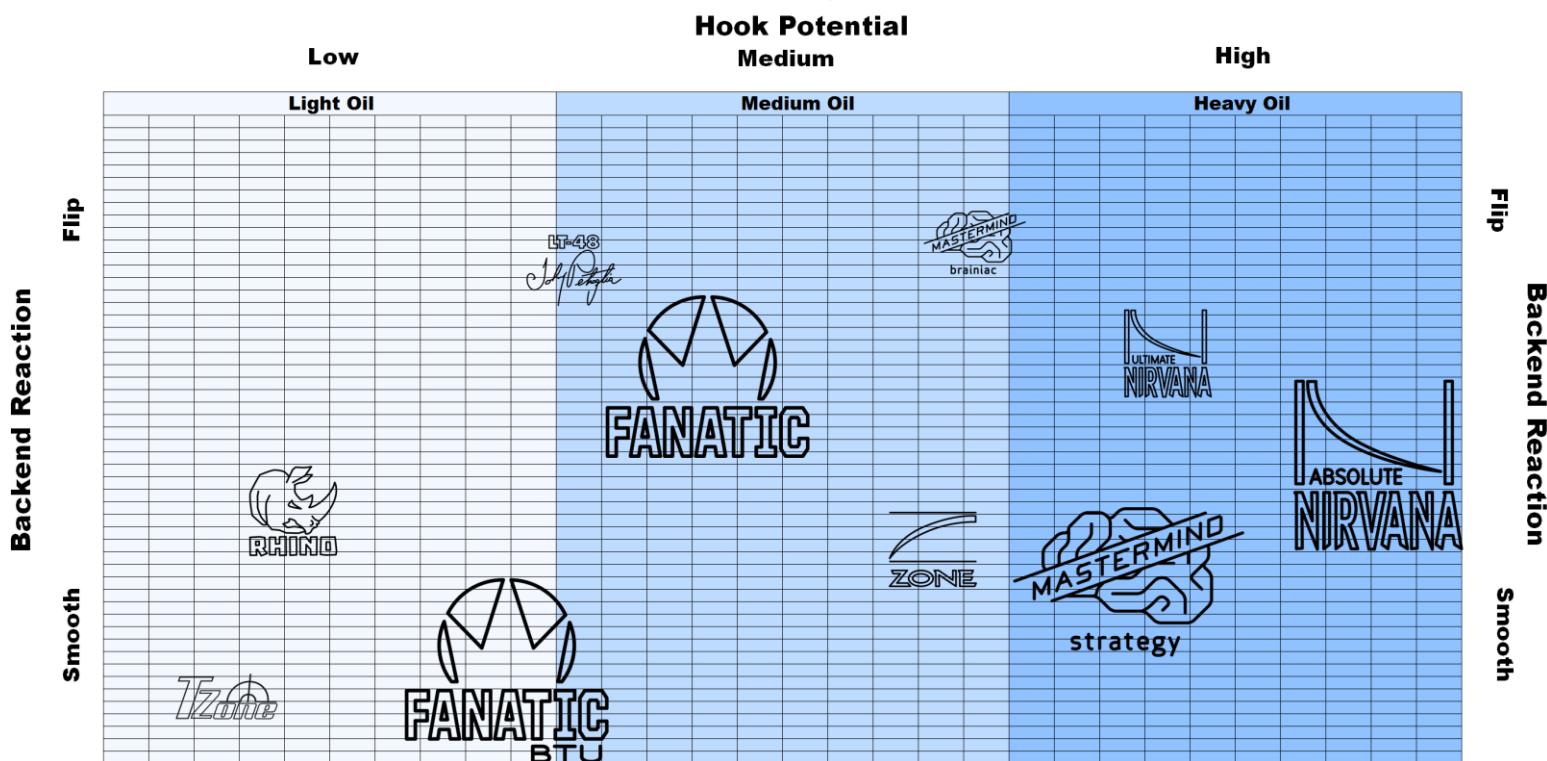 Hook Potential
Low
Medium
High
Light Oil
Medium Oil
Heavy Oil
Flip
Flip
Backend Reaction
Backend Reaction
Smooth
Smooth
MASTERMIND
brainiac
LT-48
ULTIMATE
NIRVANA
FANATIC
ABSOLUTE
NIRVANA
RHINO
ZONE
MASTERMIND
strategy
TZone
FANATIC
BTU